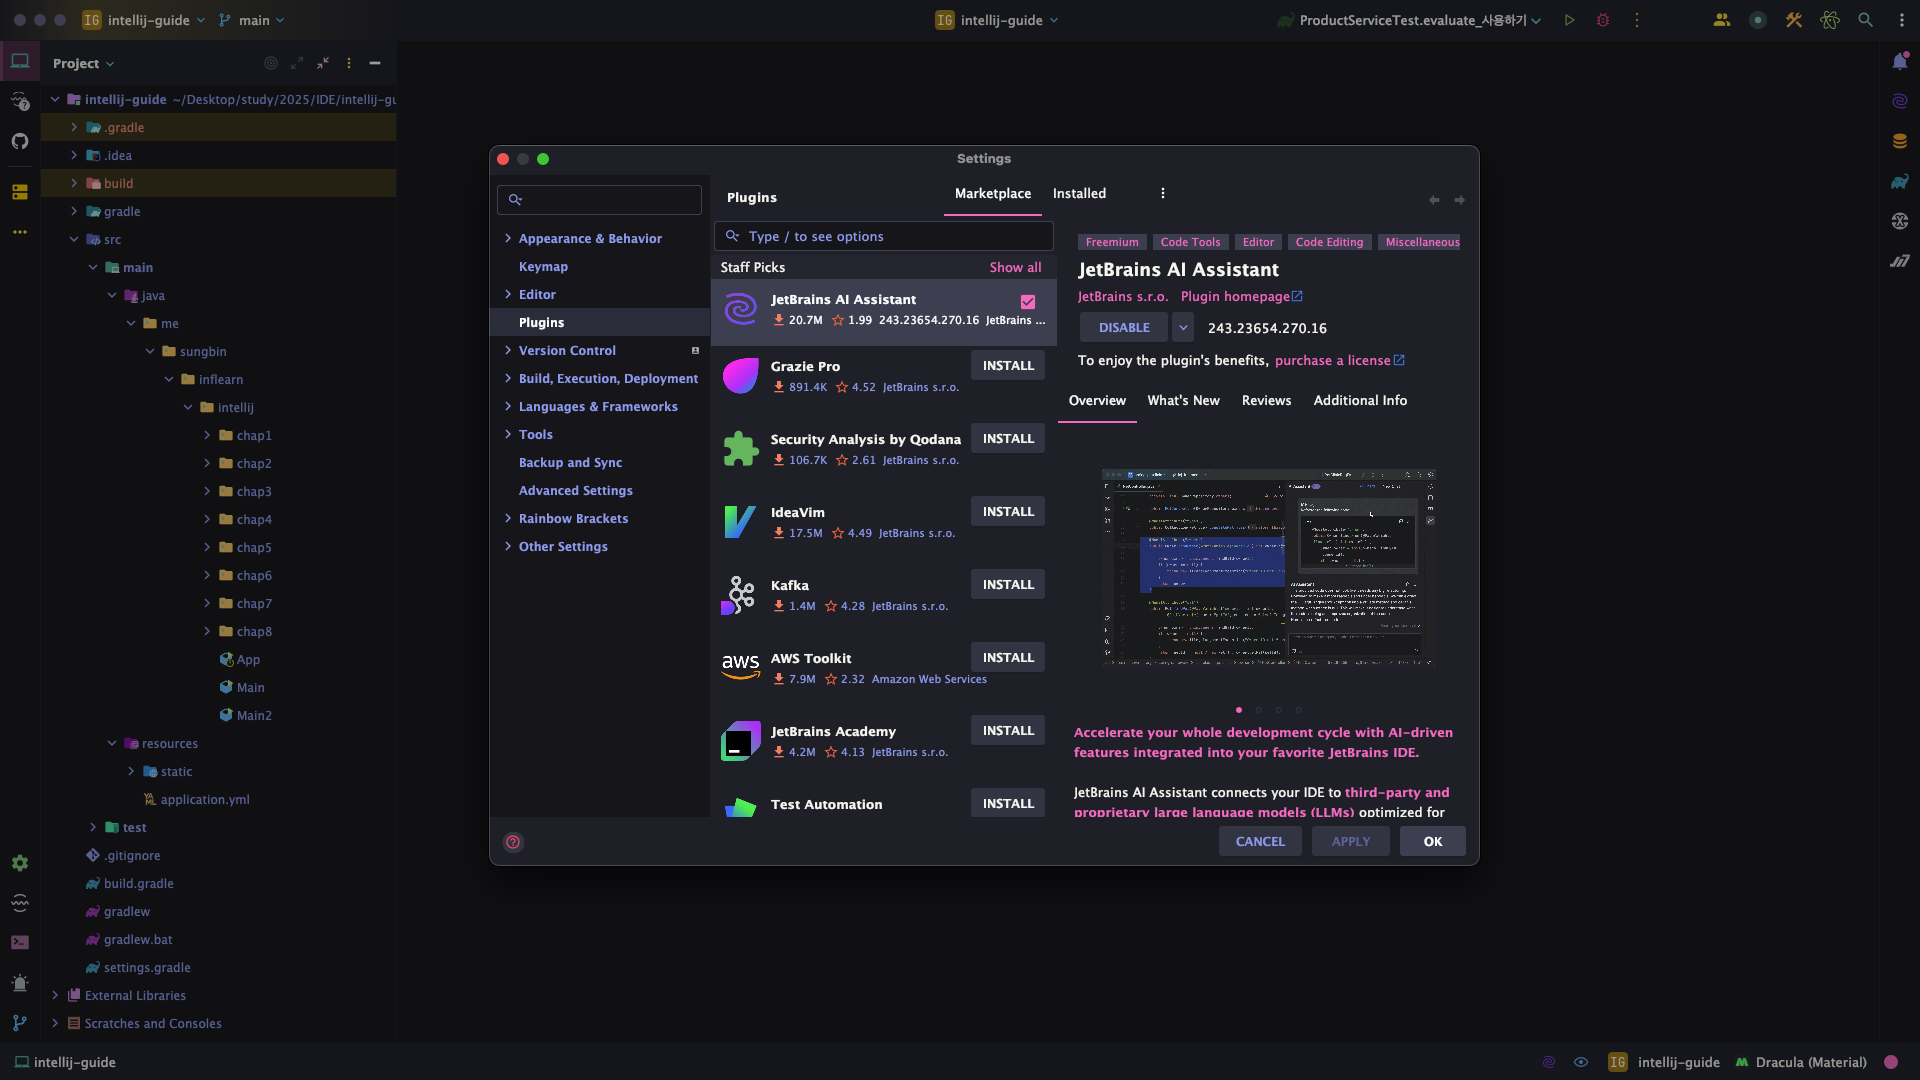 IG intellij-guide
main
IG intellij-guide
ProductServiceTest.evaluate_사용하기
Project
intellij-guide ~/Desktop/study/2025/IDE/intellij-gu
.gradle
.idea
build
gradle
src
main
java
me
sungbin
inflearn
intellij
chap1
chap2
chap3
chap4
chap5
chap6
chap7
chap8
App
Main
Main2
resources
static
application.yml
test
.gitignore
build.gradle
gradlew
gradlew.bat
settings.gradle
External Libraries
Scratches and Consoles
Settings
Appearance & Behavior
Keymap
Editor
Plugins
Version Control
Build, Execution, Deployment
Languages & Frameworks
Tools
Backup and Sync
Advanced Settings
Rainbow Brackets
Other Settings
Plugins
Marketplace
Installed
Type / to see options
Staff Picks
Show all
JetBrains AI Assistant
20.7M 1.99 243.23654.270.16 JetBrains ...
Grazie Pro
INSTALL
891.4K 4.52 JetBrains s.r.o.
Security Analysis by Qodana
INSTALL
106.7K 2.61 JetBrains s.r.o.
IdeaVim
INSTALL
17.5M 4.49 JetBrains s.r.o.
Kafka
INSTALL
1.4M 4.28 JetBrains s.r.o.
aws
AWS Toolkit
INSTALL
7.9M 2.32 Amazon Web Services
JetBrains Academy
INSTALL
4.2M 4.13 JetBrains s.r.o.
Test Automation
INSTALL
Freemium Code Tools Editor Code Editing Miscellaneous
JetBrains AI Assistant
JetBrains s.r.o. Plugin homepage
DISABLE
243.23654.270.16
To enjoy the plugin's benefits, purchase a license
Overview
What's New
Reviews
Additional Info
Accelerate your whole development cycle with AI-driven
features integrated into your favorite JetBrains IDE.
JetBrains AI Assistant connects your IDE to third-party and
proprietary large language models (LLMs) optimized for
CANCEL
APPLY
OK
intellij-guide
IG intellij-guide
Dracula (Material)